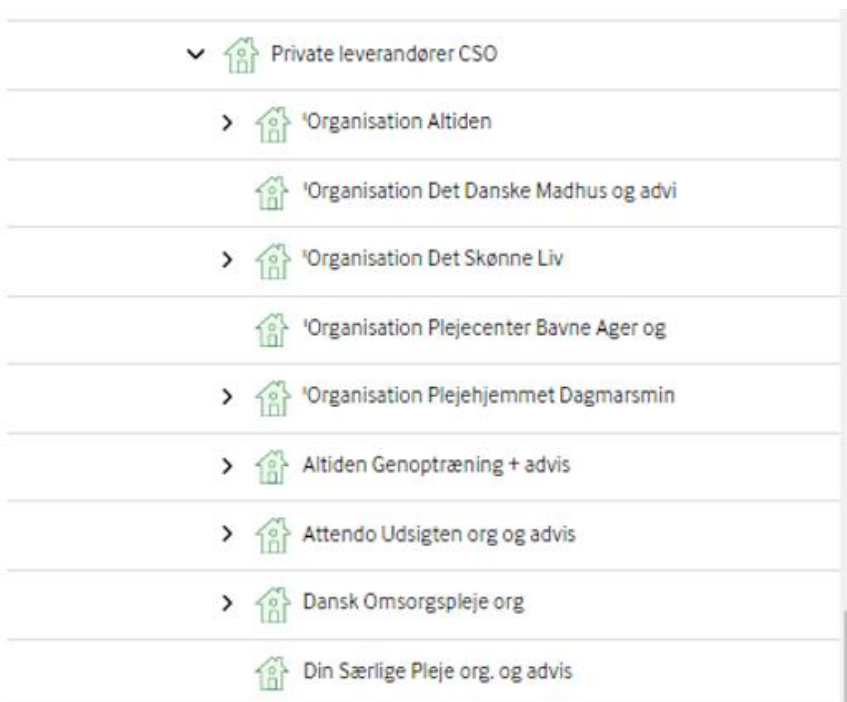 Private leverandører CSO
'Organisation Altiden
'Organisation Det Danske Madhus og advi
'Organisation Det Skønne Liv
'Organisation Plejecenter Bavne Ager og
'Organisation Plejehjemmet Dagmarsmin
Altiden Genoptræning + advis
Attendo Udsigten org og advis
Dansk Omsorgspleje org
Din Særlige Pleje org. og advis